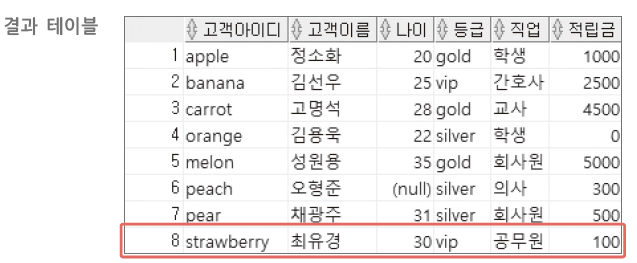 결과 테이블
고객아이디 고객이름 나이 등급 직업 적립금
1 apple 정소화 20 gold 학생 1000
2 banana 김선우 25 vip 간호사 2500
3 carrot 고명석 28 gold 교사 4500
4 orange 김용욱 22 silver 학생 0
5 melon 성원용 35 gold 회사원 5000
6 peach 오형준 (null) silver 의사 300
7 pear 채광주 31 silver 회사원 500
8 strawberry 최유경 30 vip 공무원 100